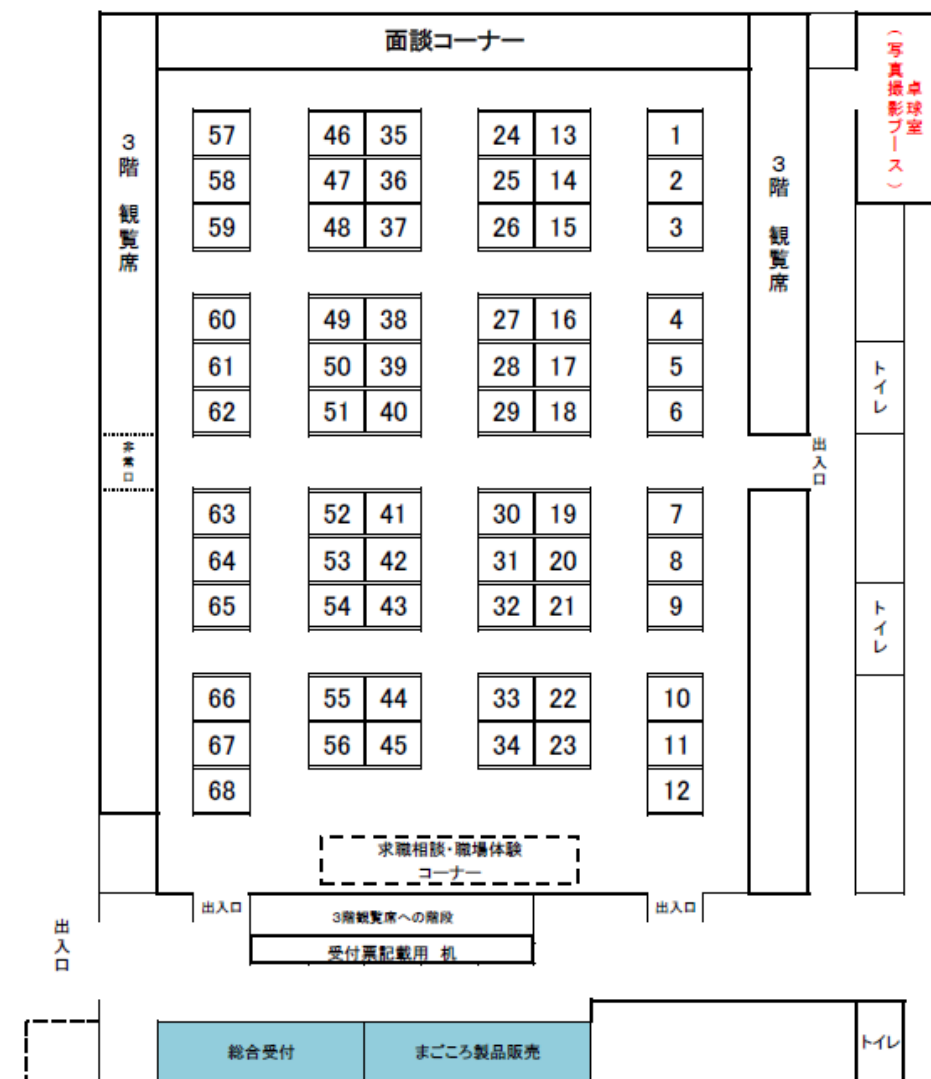 面談コーナー
(写真撮影ブース)
卓球室
3階 観覧席
57 46 35 24 13 1
58 47 36 25 14 2
59 48 37 26 15 3
3階 観覧席
60 49 38 27 16 4
61 50 39 28 17 5
62 51 40 29 18 6
トイレ
非常口
出入口
63 52 41 30 19 7
64 53 42 31 20 8
65 54 43 32 21 9
トイレ
66 55 44 33 22 10
67 56 45 34 23 11
68 12
求職相談・職場体験
コーナー
出入口
3階観覧席への階段
出入口
出入口
受付票記載用 机
総合受付
まごころ製品販売
トイレ